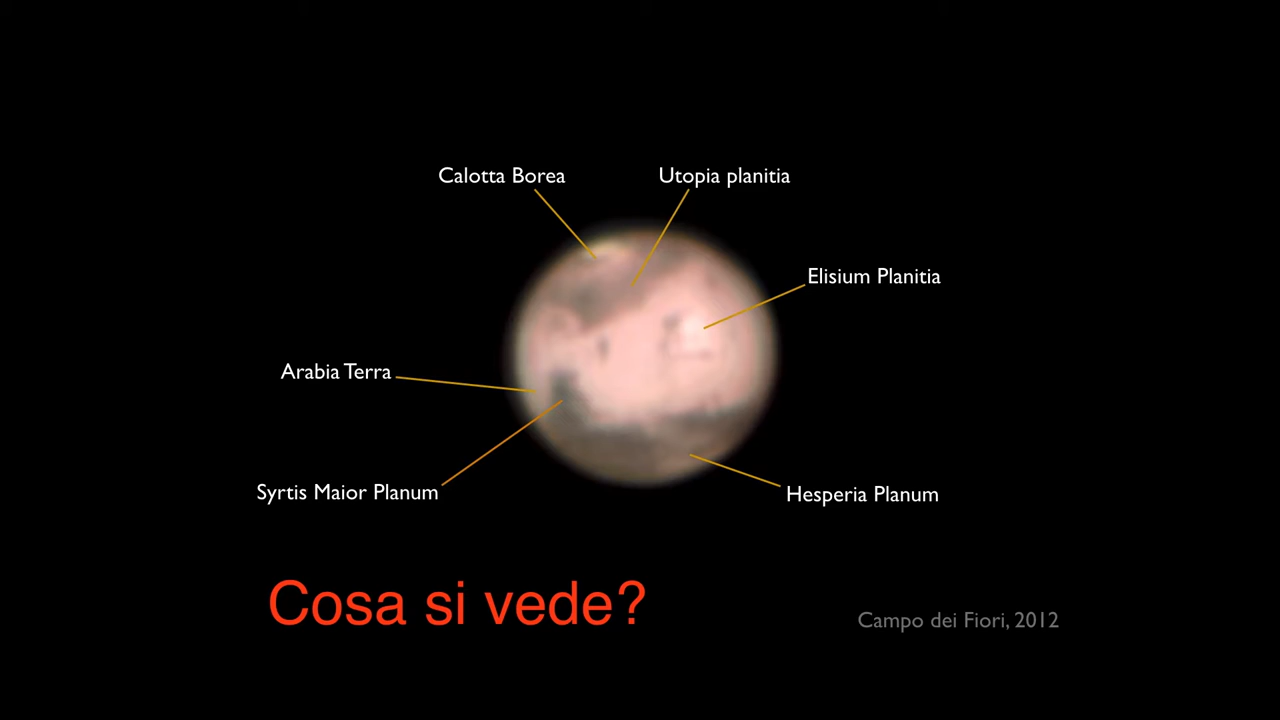 Calotta Borea
Utopia planitia
Elisium Planitia
Arabia Terra
Syrtis Maior Planum
Hesperia Planum
Cosa si vede?
Campo dei Fiori, 2012